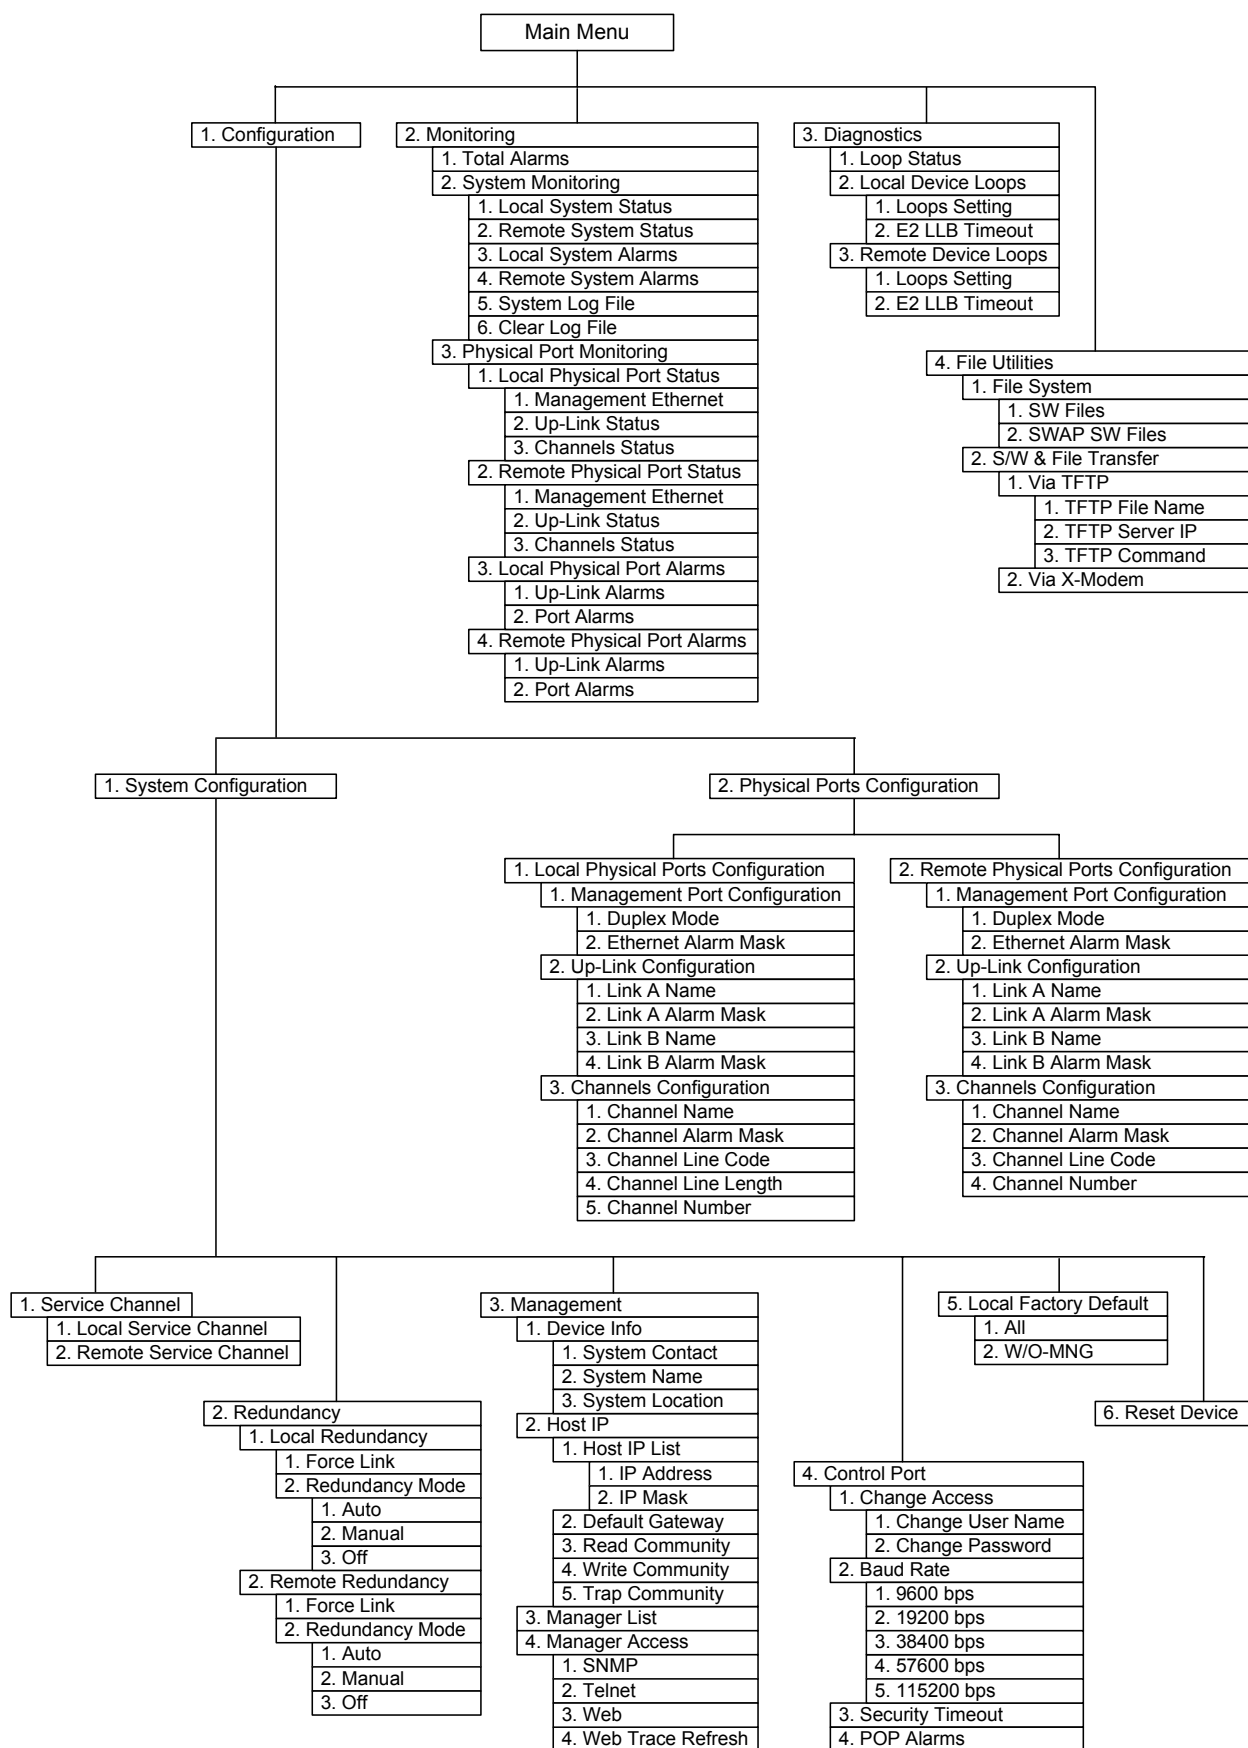 Main Menu
1. Configuration
2. Monitoring
1. Total Alarms
2. System Monitoring
1. Local System Status
2. Remote System Status
3. Local System Alarms
4. Remote System Alarms
5. System Log File
6. Clear Log File
3. Physical Port Monitoring
1. Local Physical Port Status
1. Management Ethernet
2. Up-Link Status
3. Channels Status
2. Remote Physical Port Status
1. Management Ethernet
2. Up-Link Status
3. Channels Status
3. Local Physical Port Alarms
1. Up-Link Alarms
2. Port Alarms
4. Remote Physical Port Alarms
1. Up-Link Alarms
2. Port Alarms
3. Diagnostics
1. Loop Status
2. Local Device Loops
1. Loops Setting
2. E2 LLB Timeout
3. Remote Device Loops
1. Loops Setting
2. E2 LLB Timeout
4. File Utilities
1. File System
1. SW Files
2. SWAP SW Files
2. S/W & File Transfer
1. Via TFTP
1. TFTP File Name
2. TFTP Server IP
3. TFTP Command
2. Via X-Modem
1. System Configuration
2. Physical Ports Configuration
1. Local Physical Ports Configuration
1. Management Port Configuration
1. Duplex Mode
2. Ethernet Alarm Mask
2. Up-Link Configuration
1. Link A Name
2. Link A Alarm Mask
3. Link B Name
4. Link B Alarm Mask
3. Channels Configuration
1. Channel Name
2. Channel Alarm Mask
3. Channel Line Code
4. Channel Line Length
5. Channel Number
2. Remote Physical Ports Configuration
1. Management Port Configuration
1. Duplex Mode
2. Ethernet Alarm Mask
2. Up-Link Configuration
1. Link A Name
2. Link A Alarm Mask
3. Link B Name
4. Link B Alarm Mask
3. Channels Configuration
1. Channel Name
2. Channel Alarm Mask
3. Channel Line Code
4. Channel Number
1. Service Channel
1. Local Service Channel
2. Remote Service Channel
2. Redundancy
1. Local Redundancy
1. Force Link
2. Redundancy Mode
1. Auto
2. Manual
3. Off
2. Remote Redundancy
1. Force Link
2. Redundancy Mode
1. Auto
2. Manual
3. Off
3. Management
1. Device Info
1. System Contact
2. System Name
3. System Location
2. Host IP
1. Host IP List
1. IP Address
2. IP Mask
2. Default Gateway
3. Read Community
4. Write Community
5. Trap Community
3. Manager List
4. Manager Access
1. SNMP
2. Telnet
3. Web
4. Web Trace Refresh
4. Control Port
1. Change Access
1. Change User Name
2. Change Password
2. Baud Rate
1. 9600 bps
2. 19200 bps
3. 38400 bps
4. 57600 bps
5. 115200 bps
3. Security Timeout
4. POP Alarms
5. Local Factory Default
1. All
2. W/O-MNG
6. Reset Device